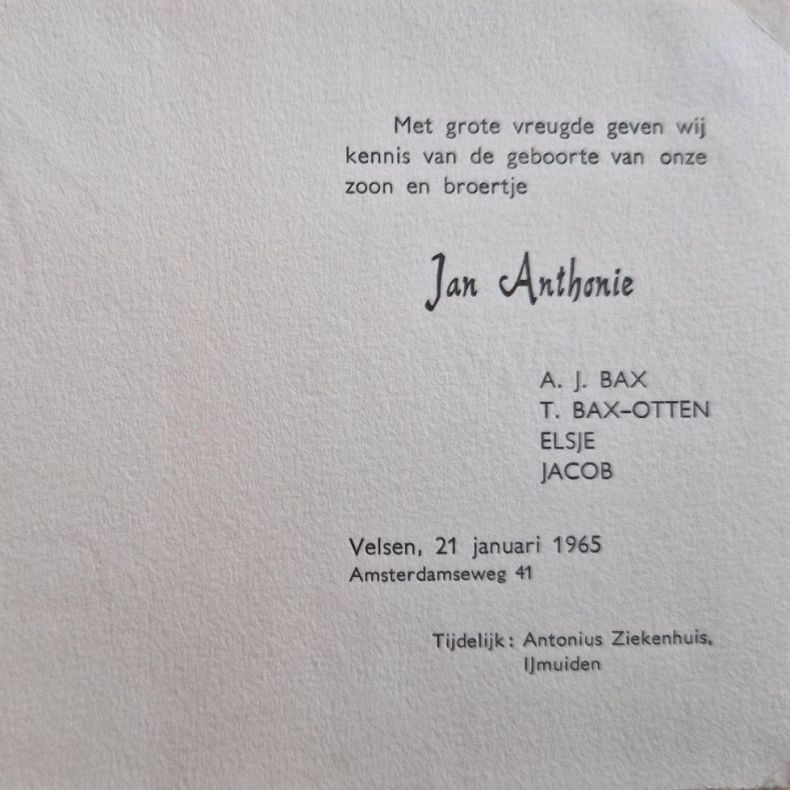 Met grote vreugde geven wij
kennis van de geboorte van onze
zoon en broertje
Jan Anthonie
A. J. BAX
T. BAX-OTTEN
ELSJE
JACOB
Velsen, 21 januari 1965
Amsterdamseweg 41
Tijdelijk: Antonius Ziekenhuis,
IJmuiden